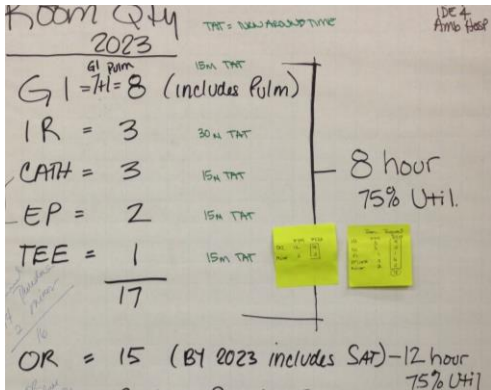 Room Qty
TAT = TURN AROUND TIME
IDE 4
Amb Hosp
2023
GI Pulm
15M TAT
GI = 7+1 = 8 (includes Pulm)
IR = 3
30M TAT
CATH = 3
15M TAT
8 hour
75% Util.
EP = 2
15M TAT
TEE = 1
15M TAT
17
16
OR = 15 (BY 2023 includes SAT) - 12 hour
75% Util